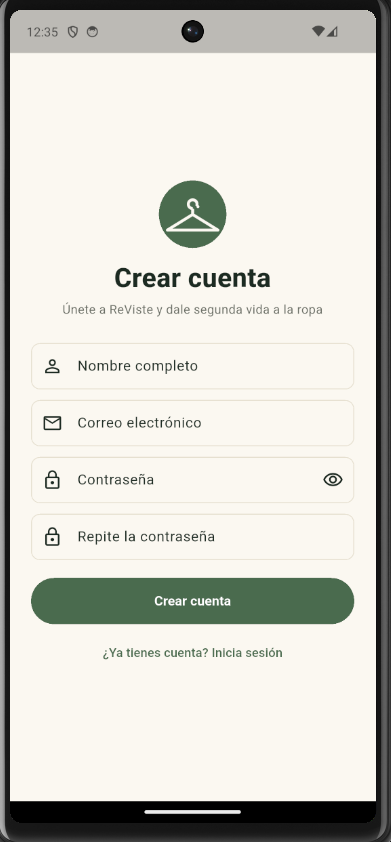 12:35
Crear cuenta
Únete a ReViste y dale segunda vida a la ropa
Nombre completo
Correo electrónico
Contraseña
Repite la contraseña
Crear cuenta
¿Ya tienes cuenta? Inicia sesión